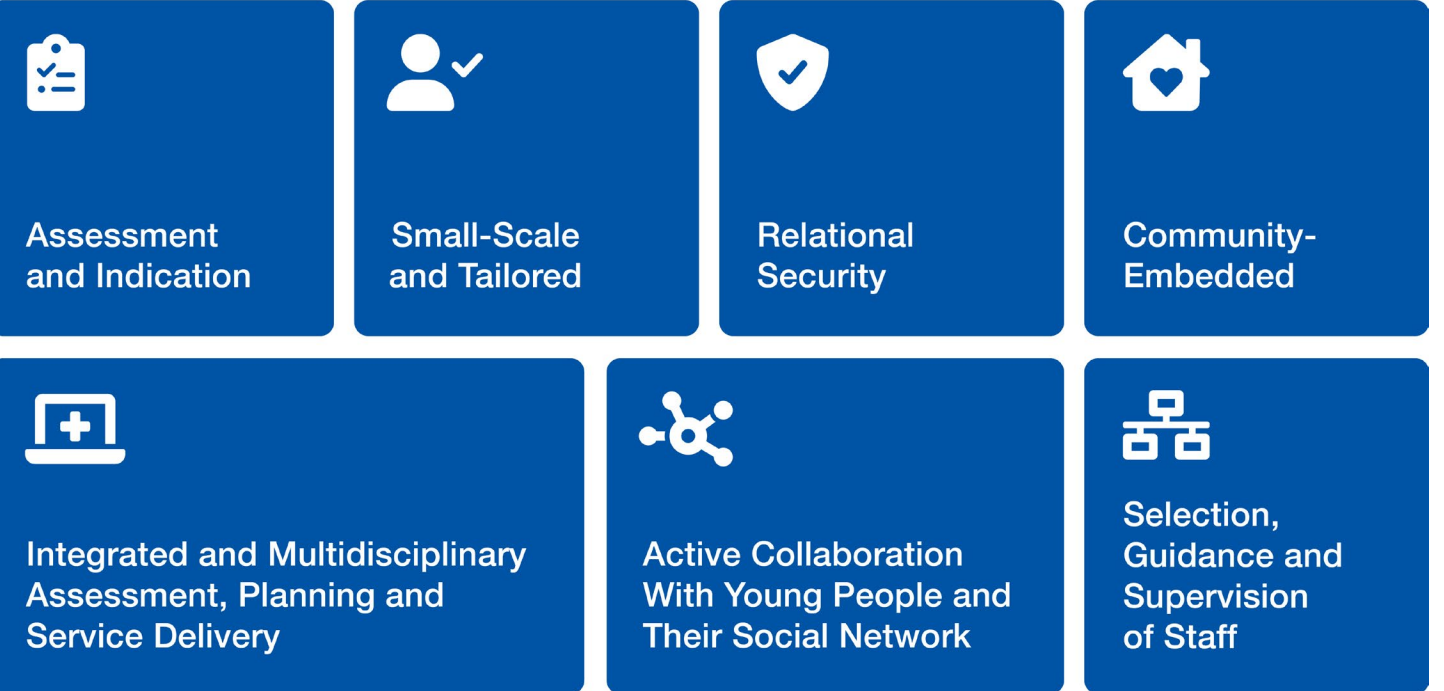 Assessment
and Indication
Small-Scale
and Tailored
Relational
Security
Community-
Embedded
Integrated and Multidisciplinary
Assessment, Planning and
Service Delivery
Active Collaboration
With Young People and
Their Social Network
Selection,
Guidance and
Supervision
of Staff